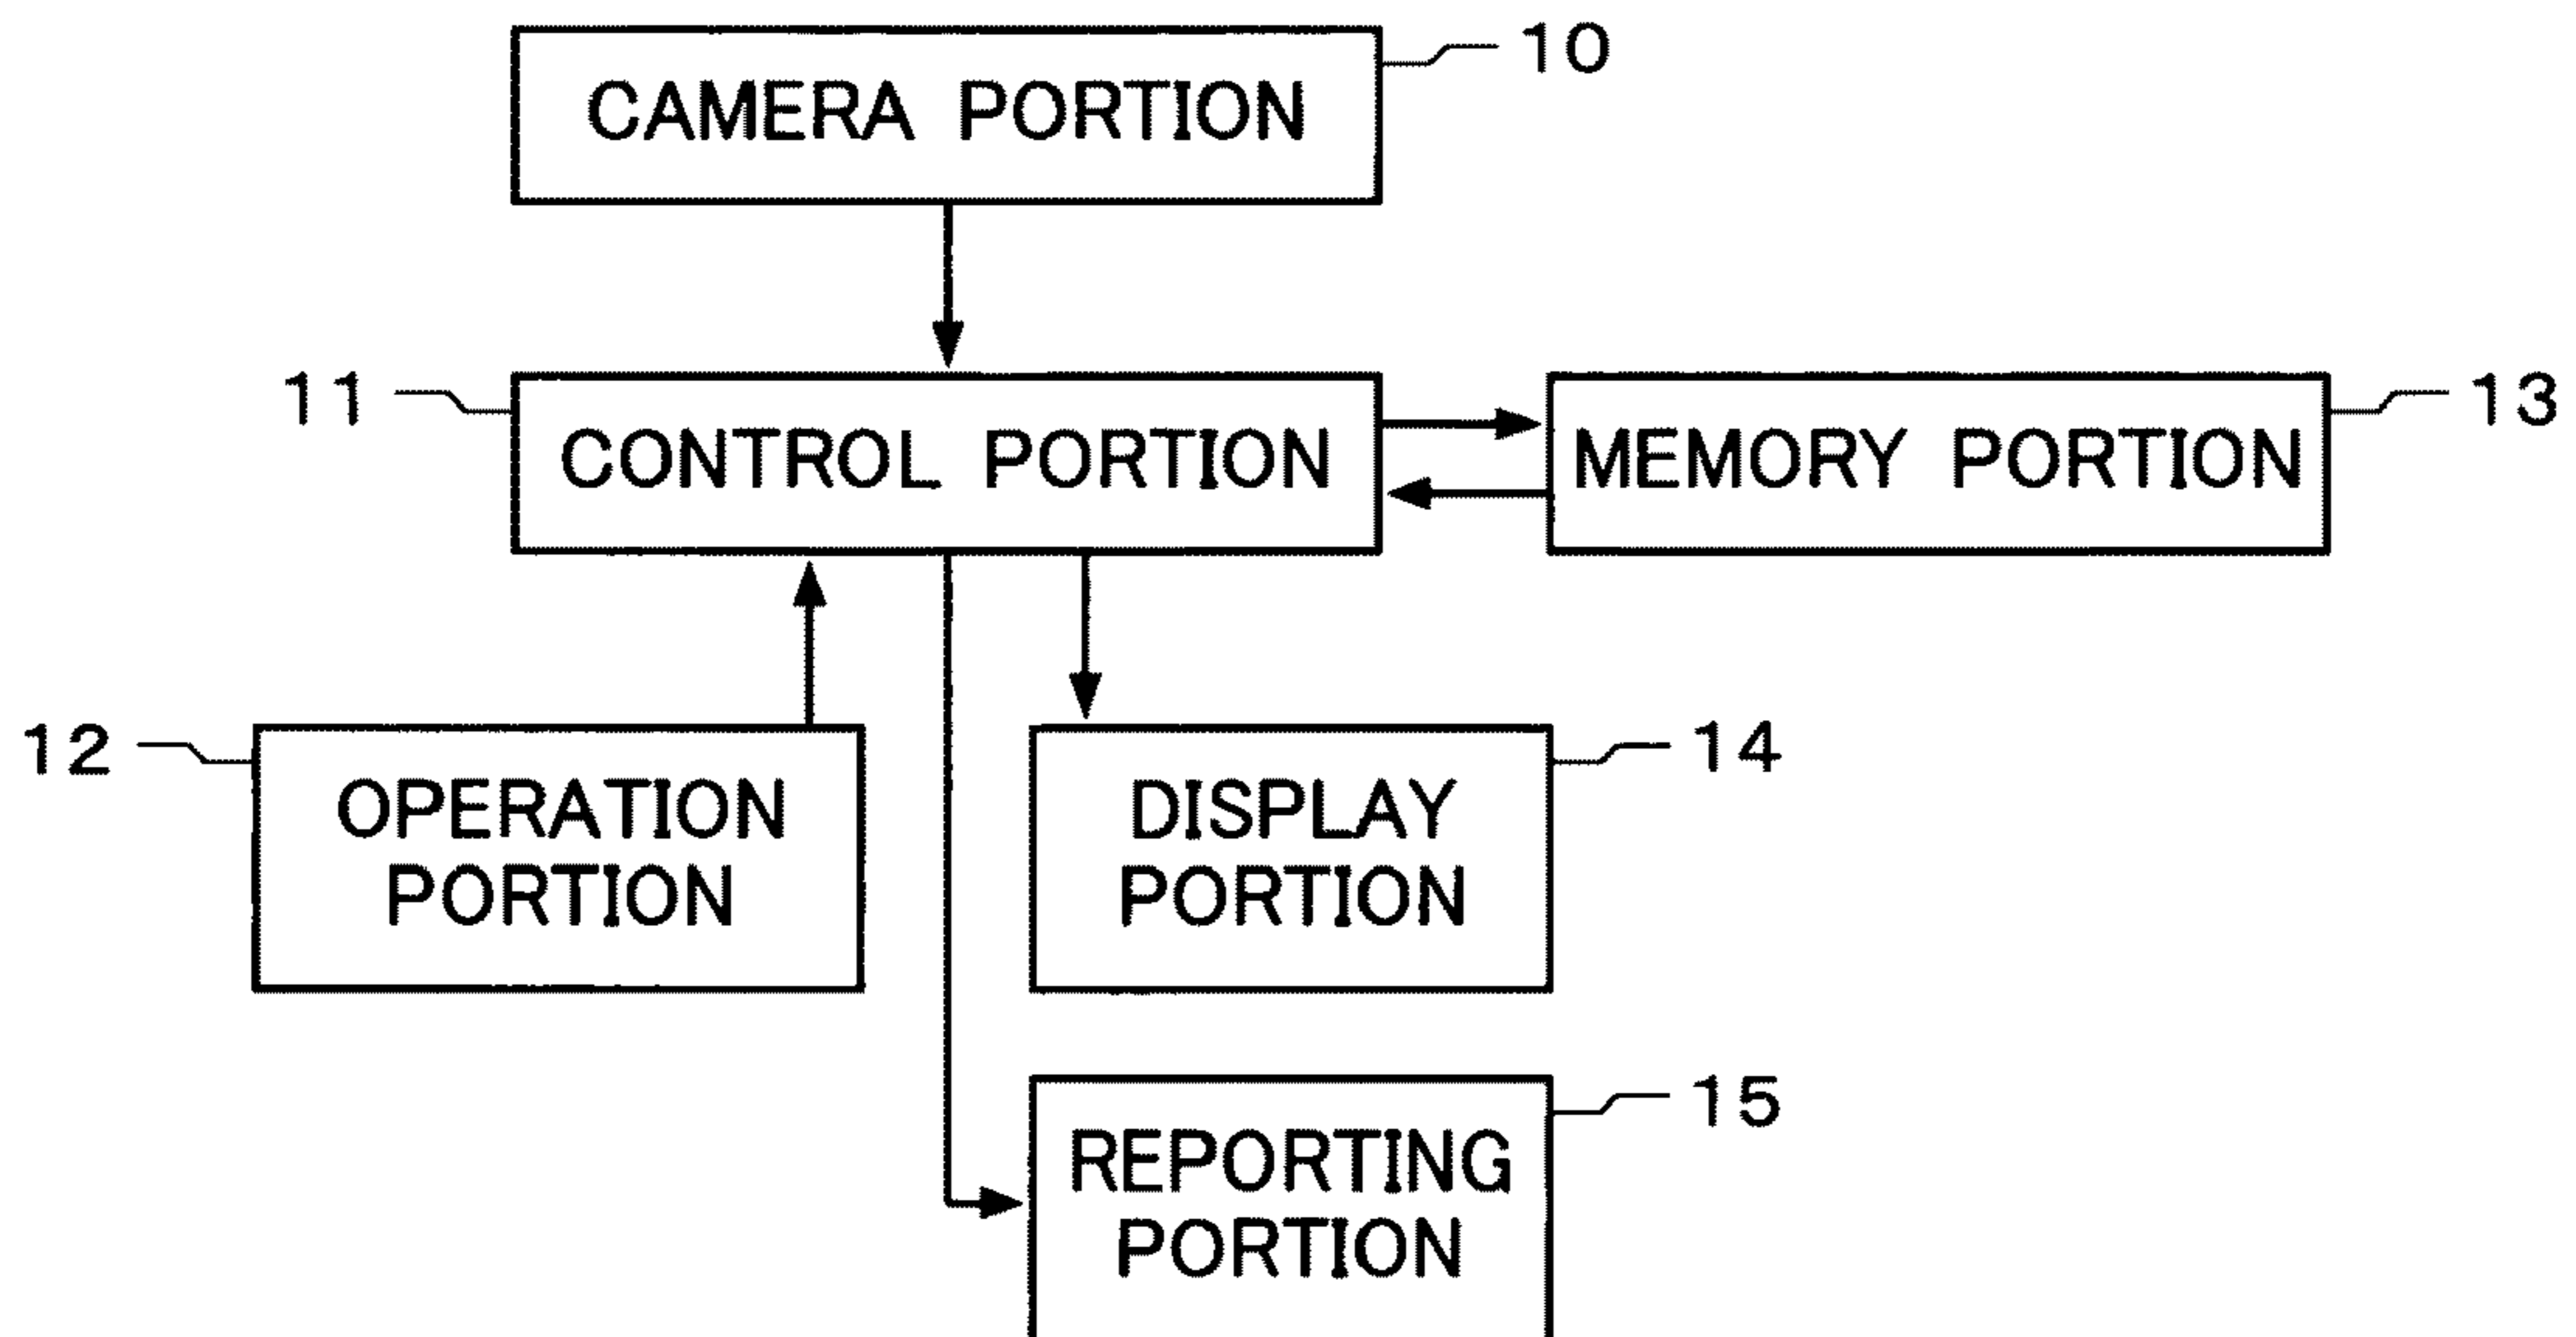 CAMERA PORTION
10
11
CONTROL PORTION
MEMORY PORTION
13
12
OPERATION
PORTION
DISPLAY
PORTION
14
REPORTING
PORTION
15